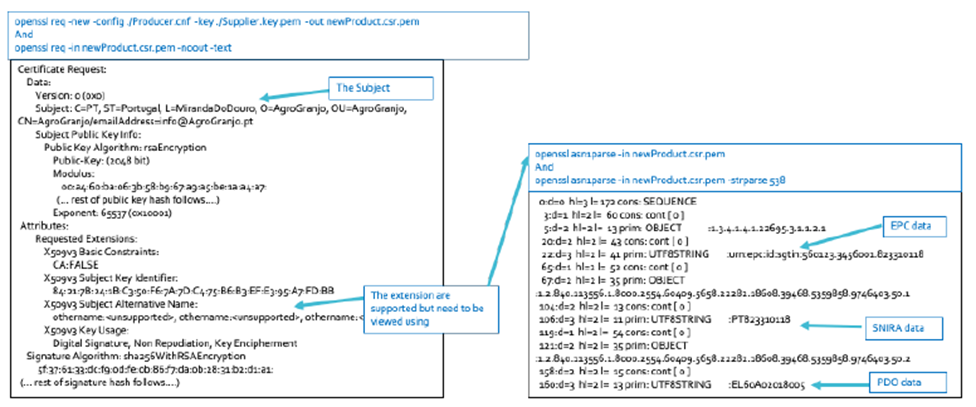 openssl req -new -config ./Producer.cnf -key ./Supplier.key.pem -out newProduct.csr.pem
And
openssl req -in newProduct.csr.pem -noout -text
Certificate Request:
Data:
Version: 0 (0x0)
The Subject
Subject: C=PT, ST=Portugal, L=MirandaDoDouro, O=AgroGranjo, OU=AgroGranjo,
CN=AgroGranjo/emailAddress=info@AgroGranjo.pt
Subject Public Key Info:
Public Key Algorithm: rsaEncryption
Public-Key: (2048 bit)
Modulus:
00:a4:60:ba:06:3b:58:b9:67:a9:a5:be:1a:a4:a7:
(... rest of public key hash follows....)
Exponent: 65537 (0x10001)
Attributes:
Requested Extensions:
X509v3 Basic Constraints:
CA:FALSE
X509v3 Subject Key Identifier:
84:21:7B:24:1B:C3:50:F6:7A:7D:C4:75:B6:B3:EF:E3:95:A7:FD:BB
X509v3 Subject Alternative Name:
othername:<unsupported>, othername:<unsupported>, othername:<
X509v3 Key Usage:
Digital Signature, Non Repudiation, Key Encipherment
Signature Algorithm: sha256WithRSAEncryption
5f:37:61:33:dc:f9:0d:fe:0b:86:f7:da:0b:28:31:b2:d1:a1:
(... rest of signature hash follows....)
The extension are
supported but need to be
viewed using
openssl asn1parse -in newProduct.csr.pem
And
openssl asn1parse -in newProduct.csr.pem -strparse 538
0:d=0 hl=3 l= 172 cons: SEQUENCE
3:d=1 hl=2 l= 60 cons: cont [ 0 ]
5:d=2 hl=2 l= 13 prim: OBJECT :1.3.4.1.4.1.22695.3.1.1.2.1
EPC data
20:d=2 hl=2 l= 43 cons: cont [ 0 ]
22:d=3 hl=2 l= 41 prim: UTF8STRING :urn:epc:id:sgtin:560123.3456001.823310118
65:d=1 hl=2 l= 52 cons: cont [ 0 ]
67:d=2 hl=2 l= 35 prim: OBJECT
:1.2.840.113556.1.8000.2554.60409.5658.22281.18608.39468.5359858.9746403.50.1
104:d=2 hl=2 l= 13 cons: cont [ 0 ]
106:d=3 hl=2 l= 11 prim: UTF8STRING :PT823310118
SNIRA data
119:d=1 hl=2 l= 54 cons: cont [ 0 ]
121:d=2 hl=2 l= 35 prim: OBJECT
:1.2.840.113556.1.8000.2554.60409.5658.22281.18608.39468.5359858.9746403.50.2
158:d=2 hl=2 l= 15 cons: cont [ 0 ]
160:d=3 hl=2 l= 13 prim: UTF8STRING :EL60A02018005
PDO data